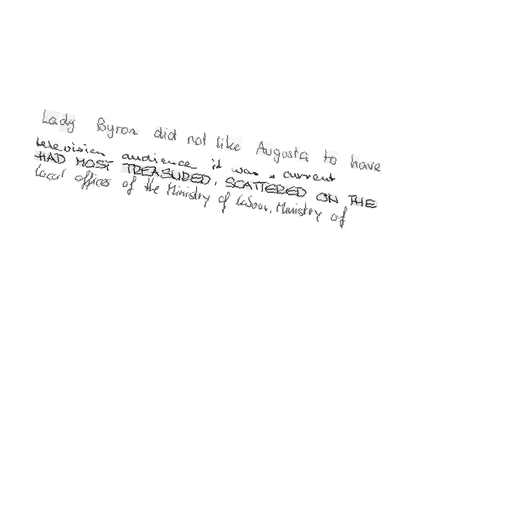 Lady Byron did not like Augusta to have
television audience it was a current
HAD MOST TREASURED, SCATTERED ON THE
local offices of the Ministry of Labour, Ministry of